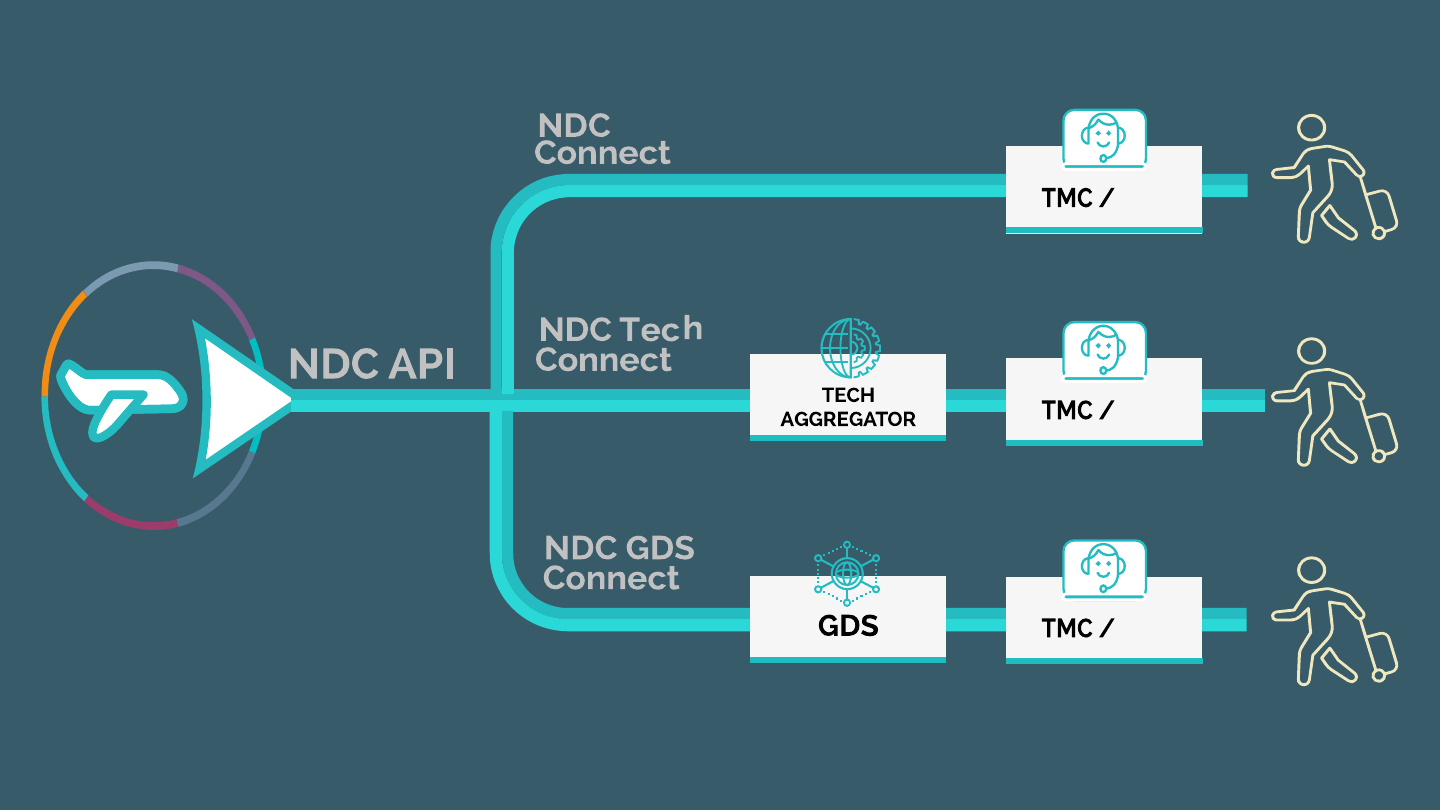 NDC
Connect
TMC /
NDC API
NDC Tech
Connect
TECH
AGGREGATOR
TMC /
NDC GDS
Connect
GDS
TMC /